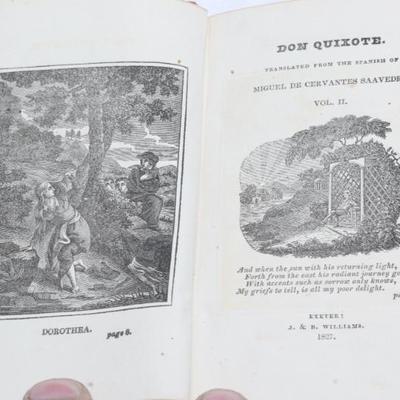 DOROTHEA. page 8.
DON QUIXOTE.
TRANSLATED FROM THE SPANISH OF
MIGUEL DE CERVANTES SAAVEDR
VOL. II.
And when the sun with his returning light,
Forth from the east his radiant journey go
With accents such as sorrow only knows,
My griefs to tell, is all my poor delight.
EXETER:
J. & B. WILLIAMS.
1827.